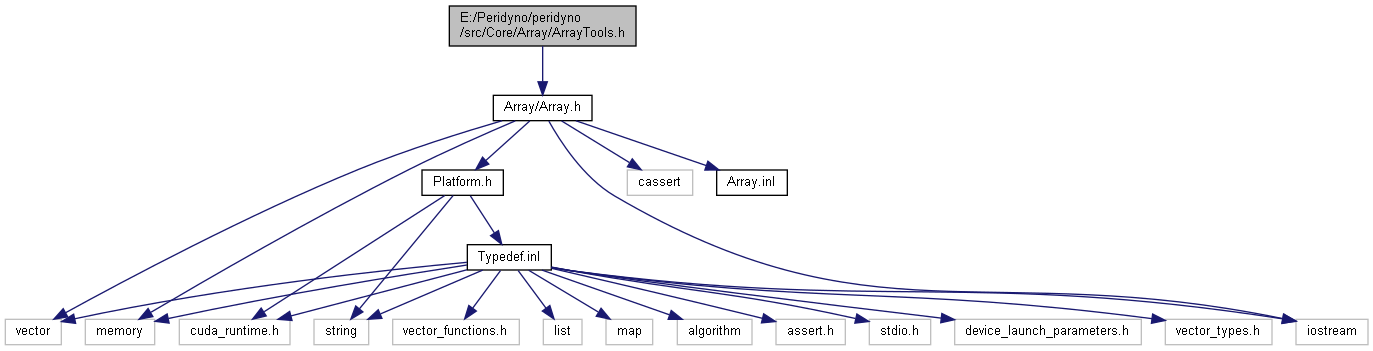 E:/Peridyno/peridyno
/src/Core/Array/ArrayTools.h
Array/Array.h
Platform.h
cassert
Array.inl
Typedef.inl
vector
memory
cuda_runtime.h
string
vector_functions.h
list
map
algorithm
assert.h
stdio.h
device_launch_parameters.h
vector_types.h
iostream